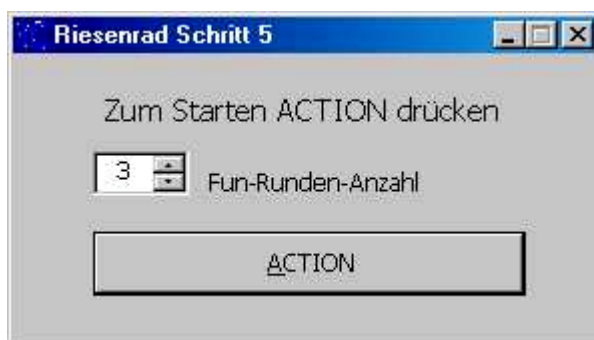 Riesenrad Schritt 5
Zum Starten ACTION drücken
3 Fun-Runden-Anzahl
ACTION